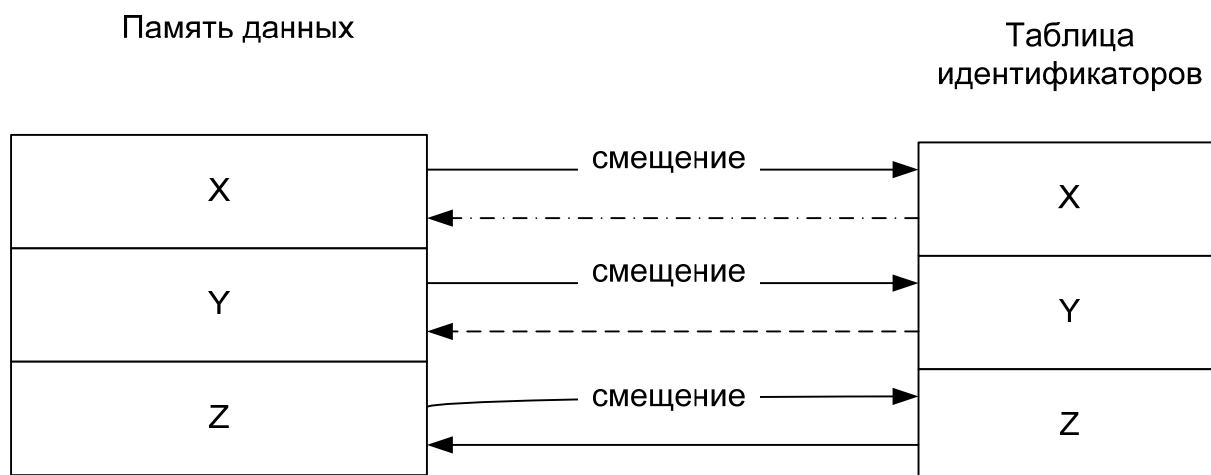 Память данных
Таблица
идентификаторов
X
смещение
X
Y
смещение
Y
Z
смещение
Z